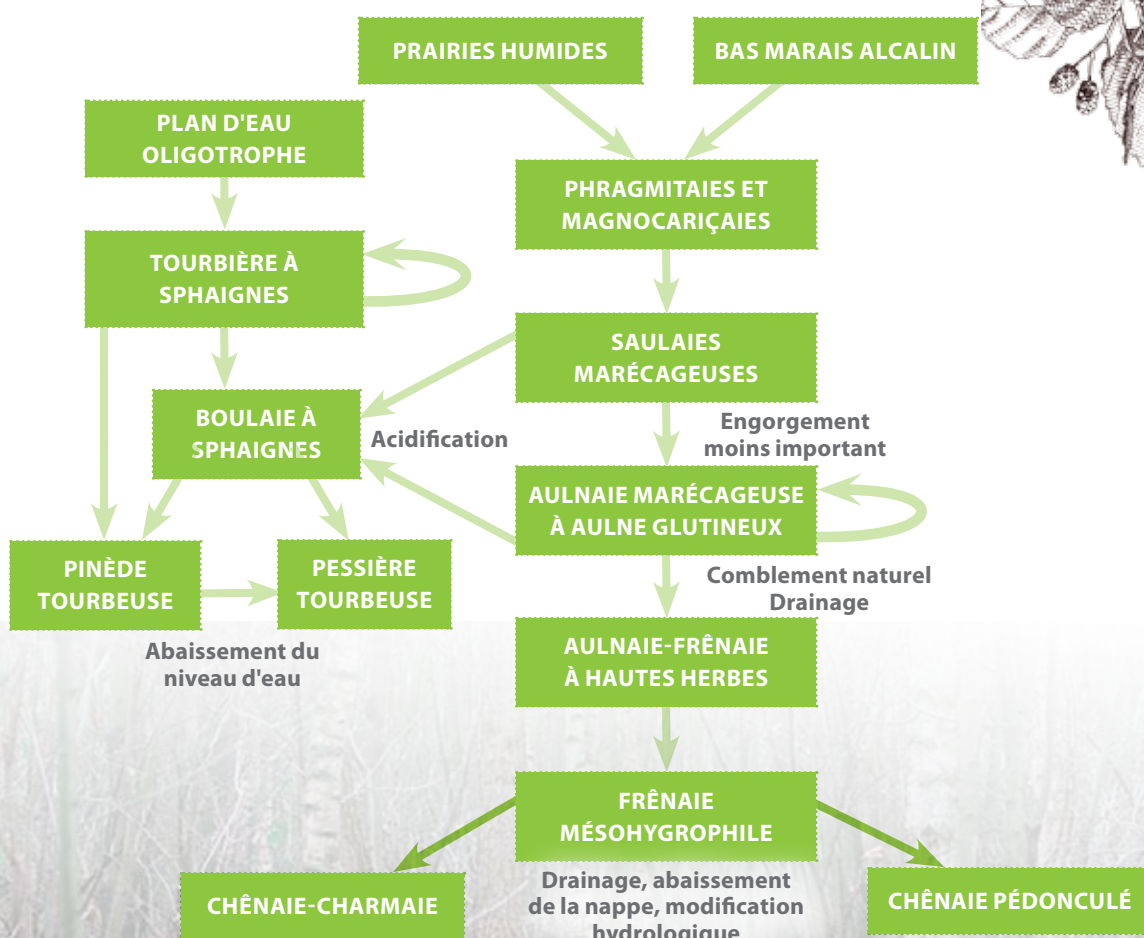 PRAIRIES HUMIDES
BAS MARAIS ALCALIN
PLAN D'EAU
OLIGOTROPHE
PHRAGMITAIES ET
MAGNOCARIÇAIES
TOURBIÈRE À
SPHAIGNES
SAULAIES
MARÉCAGEUSES
BOULAIE À
SPHAIGNES
Acidification
Engorgement
moins important
AULNAIE MARÉCAGEUSE
À AULNE GLUTINEUX
PINÈDE
TOURBEUSE
PESSIÈRE
TOURBEUSE
Comblement naturel
Drainage
Abaissement du
niveau d'eau
AULNAIE-FRÊNAIE
À HAUTES HERBES
FRÊNAIE
MÉSOHYGROPHILE
CHÊNAIE-CHARMAIE
Drainage, abaissement
de la nappe, modification
hydrologique
CHÊNAIE PÉDONCULÉ